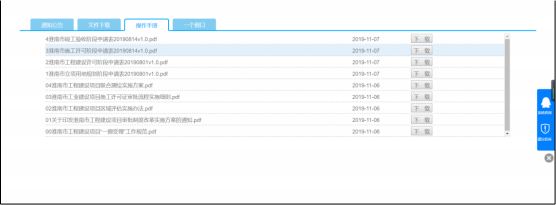 通知公告 文件下载 操作手册 一个窗口
4淮南市竣工验收阶段申请表20190814v1.0.pdf 2019-11-07 下 载
3淮南市施工许可阶段申请表20190814v1.0.pdf 2019-11-07 下 载
2淮南市工程建设许可阶段申请表20190801v1.0.pdf 2019-11-07 下 载
1淮南市立项用地规划阶段申请表20190801v1.0.pdf 2019-11-07 下 载
04淮南市工程建设项目联合测绘实施方案.pdf 2019-11-06 下 载
03淮南市工业建设项目施工许可证审批流程实施细则.pdf 2019-11-06 下 载
02淮南市工程建设项目区域评估实施办法.pdf 2019-11-06 下 载
01关于印发淮南市工程建设项目审批制度改革实施方案的通知.pdf 2019-11-06 下 载
00淮南市工程建设项目“一窗受理”工作规范.pdf 2019-11-06 下 载